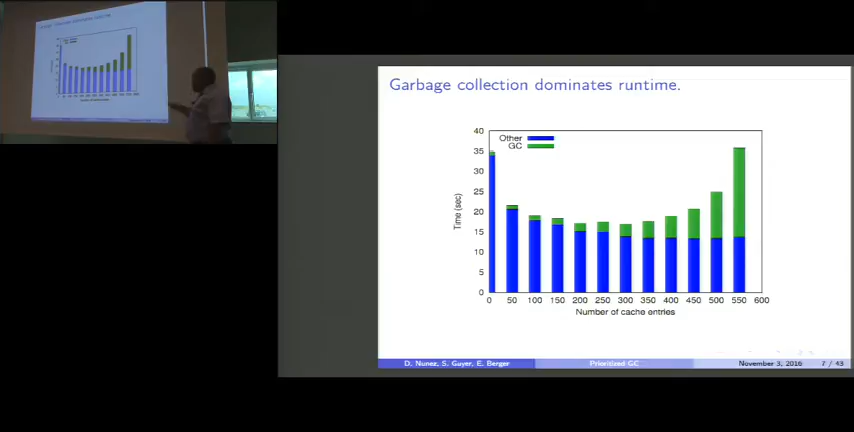 Garbage collection dominates runtime.
40
35
30
25
20
15
10
5
0
Time (sec)
Other
GC
0 50 100 150 200 250 300 350 400 450 500 550 600
Number of cache entries
D. Nunez, S. Guyer, E. Berger Prioritized GC November 3, 2016 7 / 43